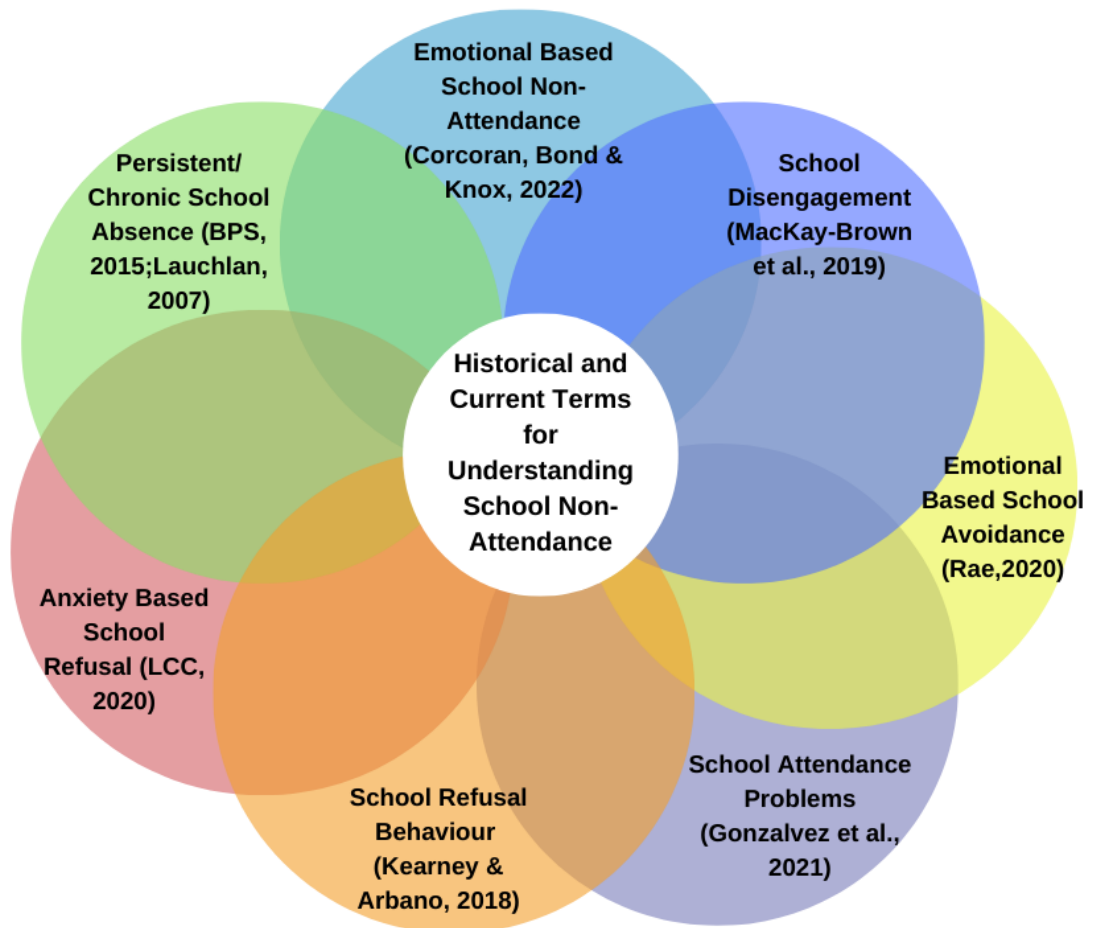 Emotional Based
School Non-
Attendance
(Corcoran, Bond &
Knox, 2022)
School
Disengagement
(MacKay-Brown
et al., 2019)
Emotional
Based School
Avoidance
(Rae,2020)
School Attendance
Problems
(Gonzalvez et al.,
2021)
School Refusal
Behaviour
(Kearney &
Arbano, 2018)
Anxiety Based
School
Refusal (LCC,
2020)
Persistent/
Chronic School
Absence (BPS,
2015;Lauchlan,
2007)
Historical and
Current Terms
for
Understanding
School Non-
Attendance